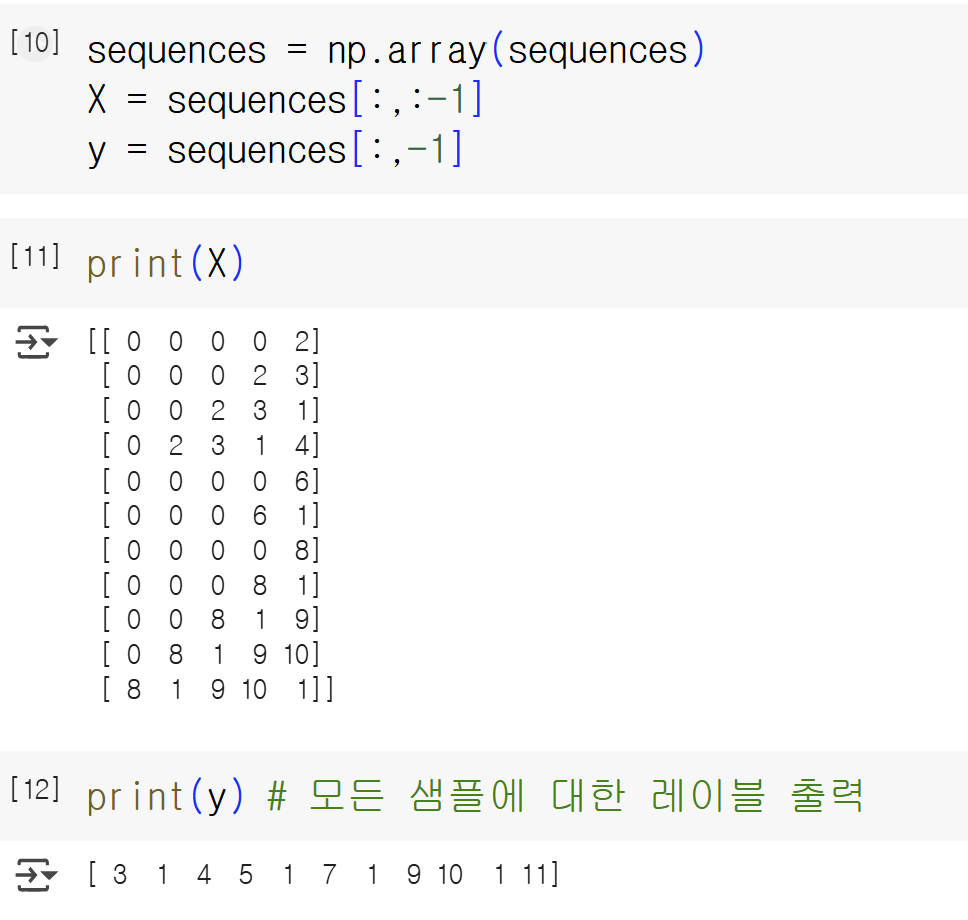 [10] sequences = np.array(sequences)
X = sequences[:,:-1]
y = sequences[:,-1]
[11] print(X)
[[ 0  0  0  0  2]
 [ 0  0  0  2  3]
 [ 0  0  2  3  1]
 [ 0  2  3  1  4]
 [ 0  0  0  0  6]
 [ 0  0  0  6  1]
 [ 0  0  0  0  8]
 [ 0  0  0  8  1]
 [ 0  0  8  1  9]
 [ 0  8  1  9 10]
 [ 8  1  9 10  1]]
[12] print(y) # 모든 샘플에 대한 레이블 출력
[ 3  1  4  5  1  7  1  9 10  1 11]